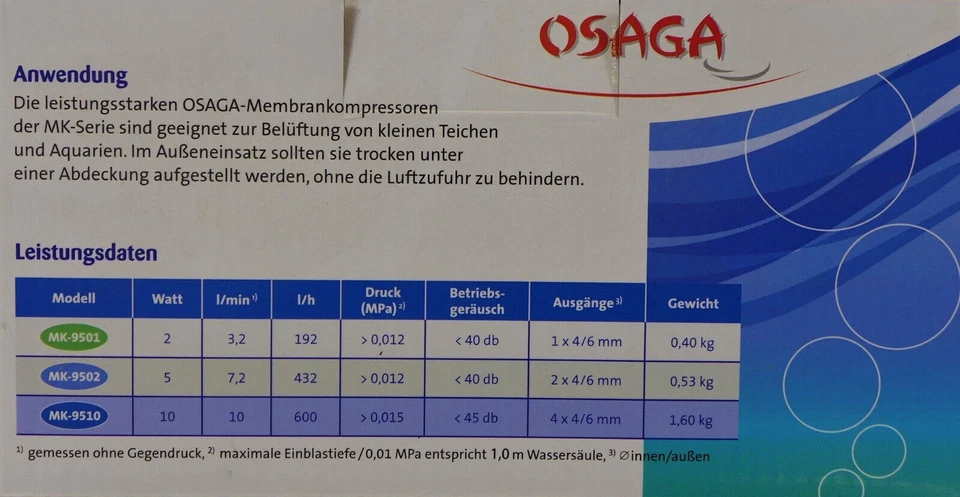 OSAGA
Anwendung
Die leistungsstarken OSAGA-Membrankompressoren
der MK-Serie sind geeignet zur Belüftung von kleinen Teichen
und Aquarien. Im Außeneinsatz sollten sie trocken unter
einer Abdeckung aufgestellt werden, ohne die Luftzufuhr zu behindern.
Leistungsdaten
Modell Watt l/min ¹⁾ l/h Druck (MPa) ²⁾ Betriebs-geräusch Ausgänge ³⁾ Gewicht
MK-9501 2 3,2 192 > 0,012 < 40 db 1 x 4/6 mm 0,40 kg
MK-9502 5 7,2 432 > 0,012 < 40 db 2 x 4/6 mm 0,53 kg
MK-9510 10 10 600 > 0,015 < 45 db 4 x 4/6 mm 1,60 kg
¹⁾ gemessen ohne Gegendruck, ²⁾ maximale Einblastiefe/0,01 MPa entspricht 1,0 m Wassersäule, ³⁾ ∅ innen/außen